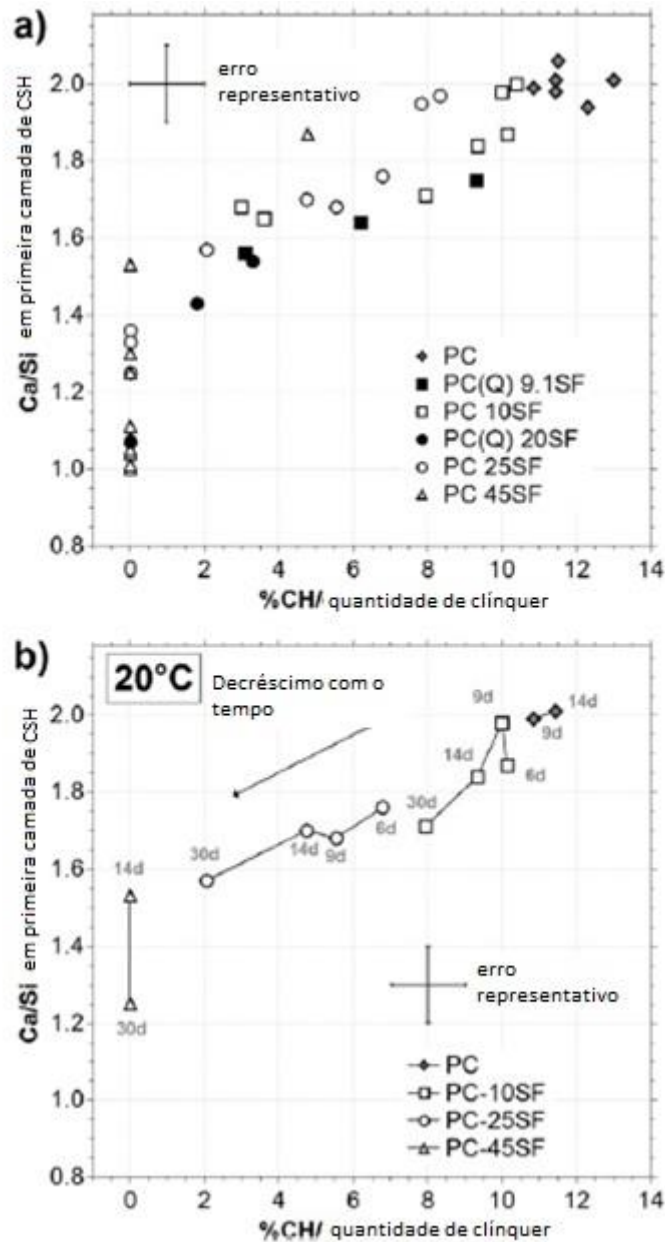 a)
erro
representativo
Ca/Si em primeira camada de CSH
2.0
1.8
1.6
1.4
1.2
1.0
0.8
PC
PC(Q) 9.1SF
PC 10SF
PC(Q) 20SF
PC 25SF
PC 45SF
0 2 4 6 8 10 12 14
%CH/ quantidade de clínquer
b)
20°C
Decréscimo com o
tempo
Ca/Si em primeira camada de CSH
2.0
1.8
1.6
1.4
1.2
1.0
0.8
14d
30d
30d
14d
9d
6d
30d
14d
9d
6d
9d
14d
erro
representativo
PC
PC-10SF
PC-25SF
PC-45SF
0 2 4 6 8 10 12 14
%CH/ quantidade de clínquer